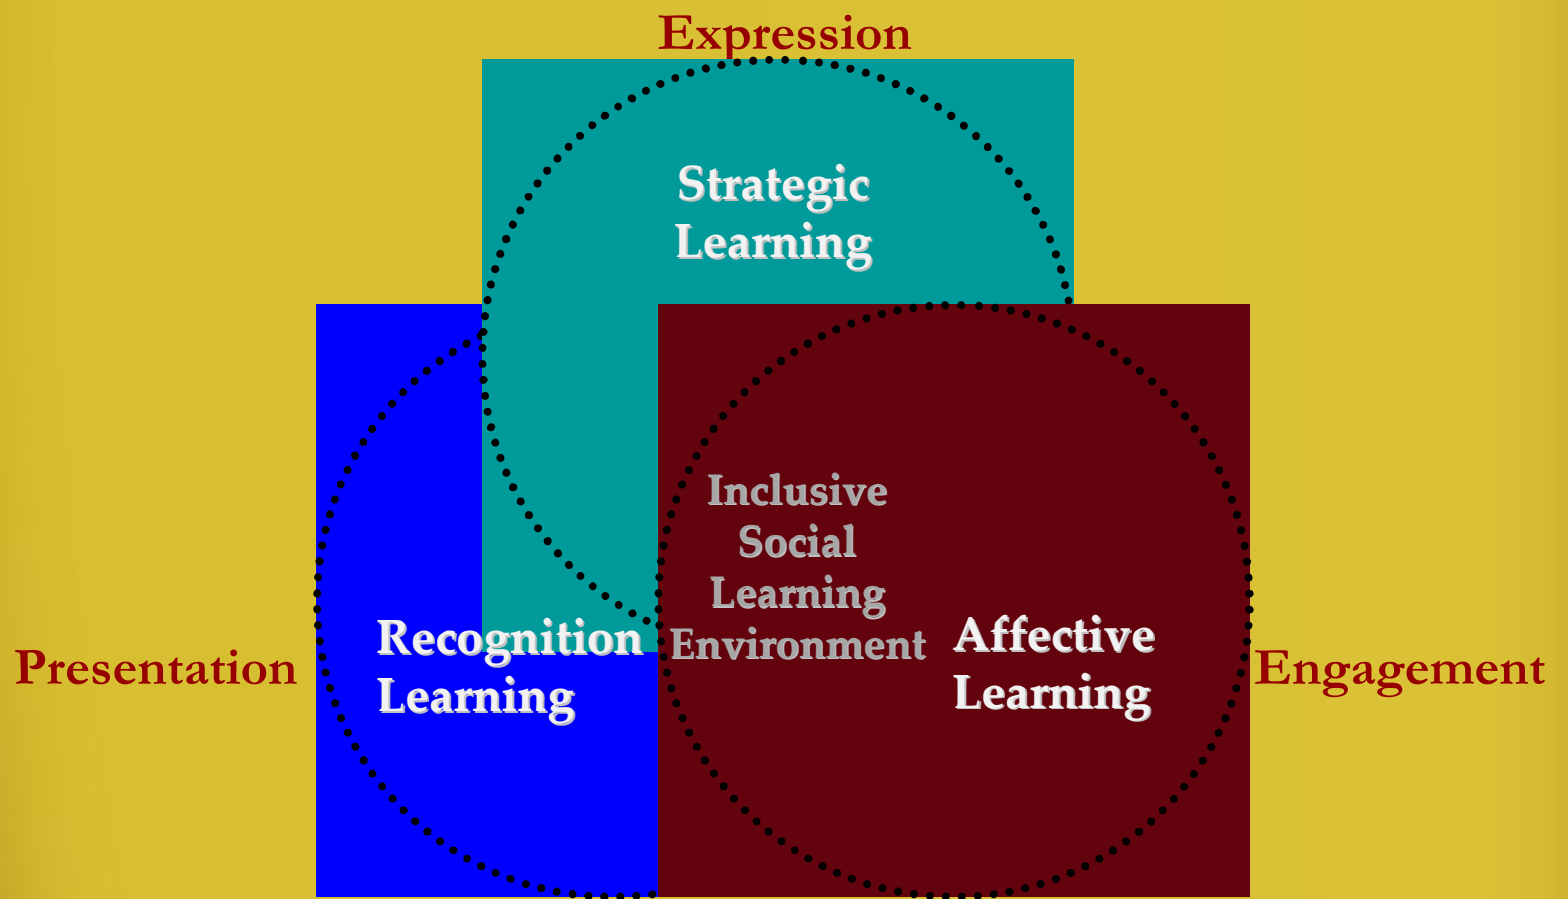 Expression
Strategic
Learning
Inclusive
Social
Learning
Environment
Recognition
Learning
Affective
Learning
Presentation
Engagement